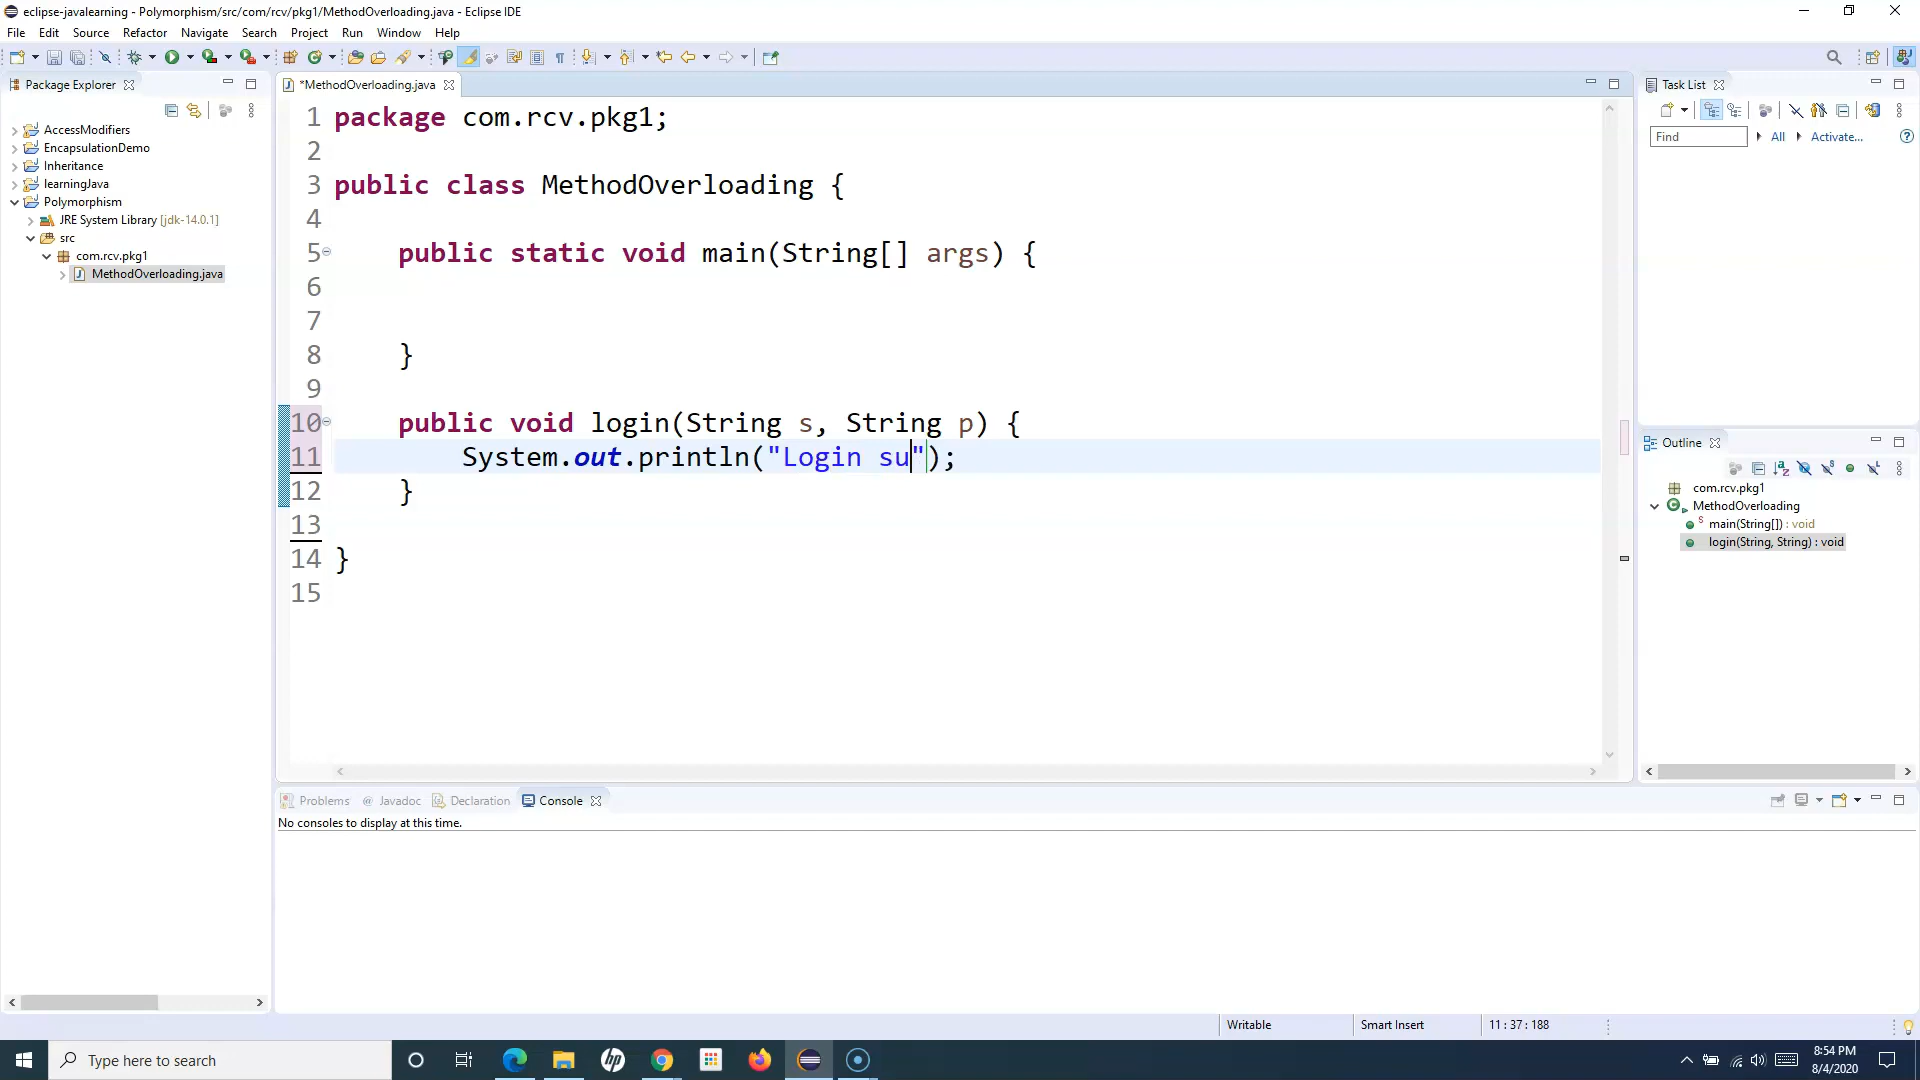 eclipse-javalearning - Polymorphism/src/com/rcv/pkg1/MethodOverloading.java - Eclipse IDE
File Edit Source Refactor Navigate Search Project Run Window Help
Package Explorer
*MethodOverloading.java
Task List
AccessModifiers
EncapsulationDemo
Inheritance
learningJava
Polymorphism
JRE System Library [jdk-14.0.1]
src
com.rcv.pkg1
MethodOverloading.java
1 package com.rcv.pkg1;
2
3 public class MethodOverloading {
4
5 public static void main(String[] args) {
6
7
8 }
9
10 public void login(String s, String p) {
11 System.out.println("Login su");
12 }
13
14 }
15
Find All Activate...
Outline
com.rcv.pkg1
MethodOverloading
main(String[]) : void
login(String, String) : void
Problems @ Javadoc Declaration Console
No consoles to display at this time.
Writable Smart Insert 11 : 37 : 188
Type here to search
hp
8:54 PM
8/4/2020